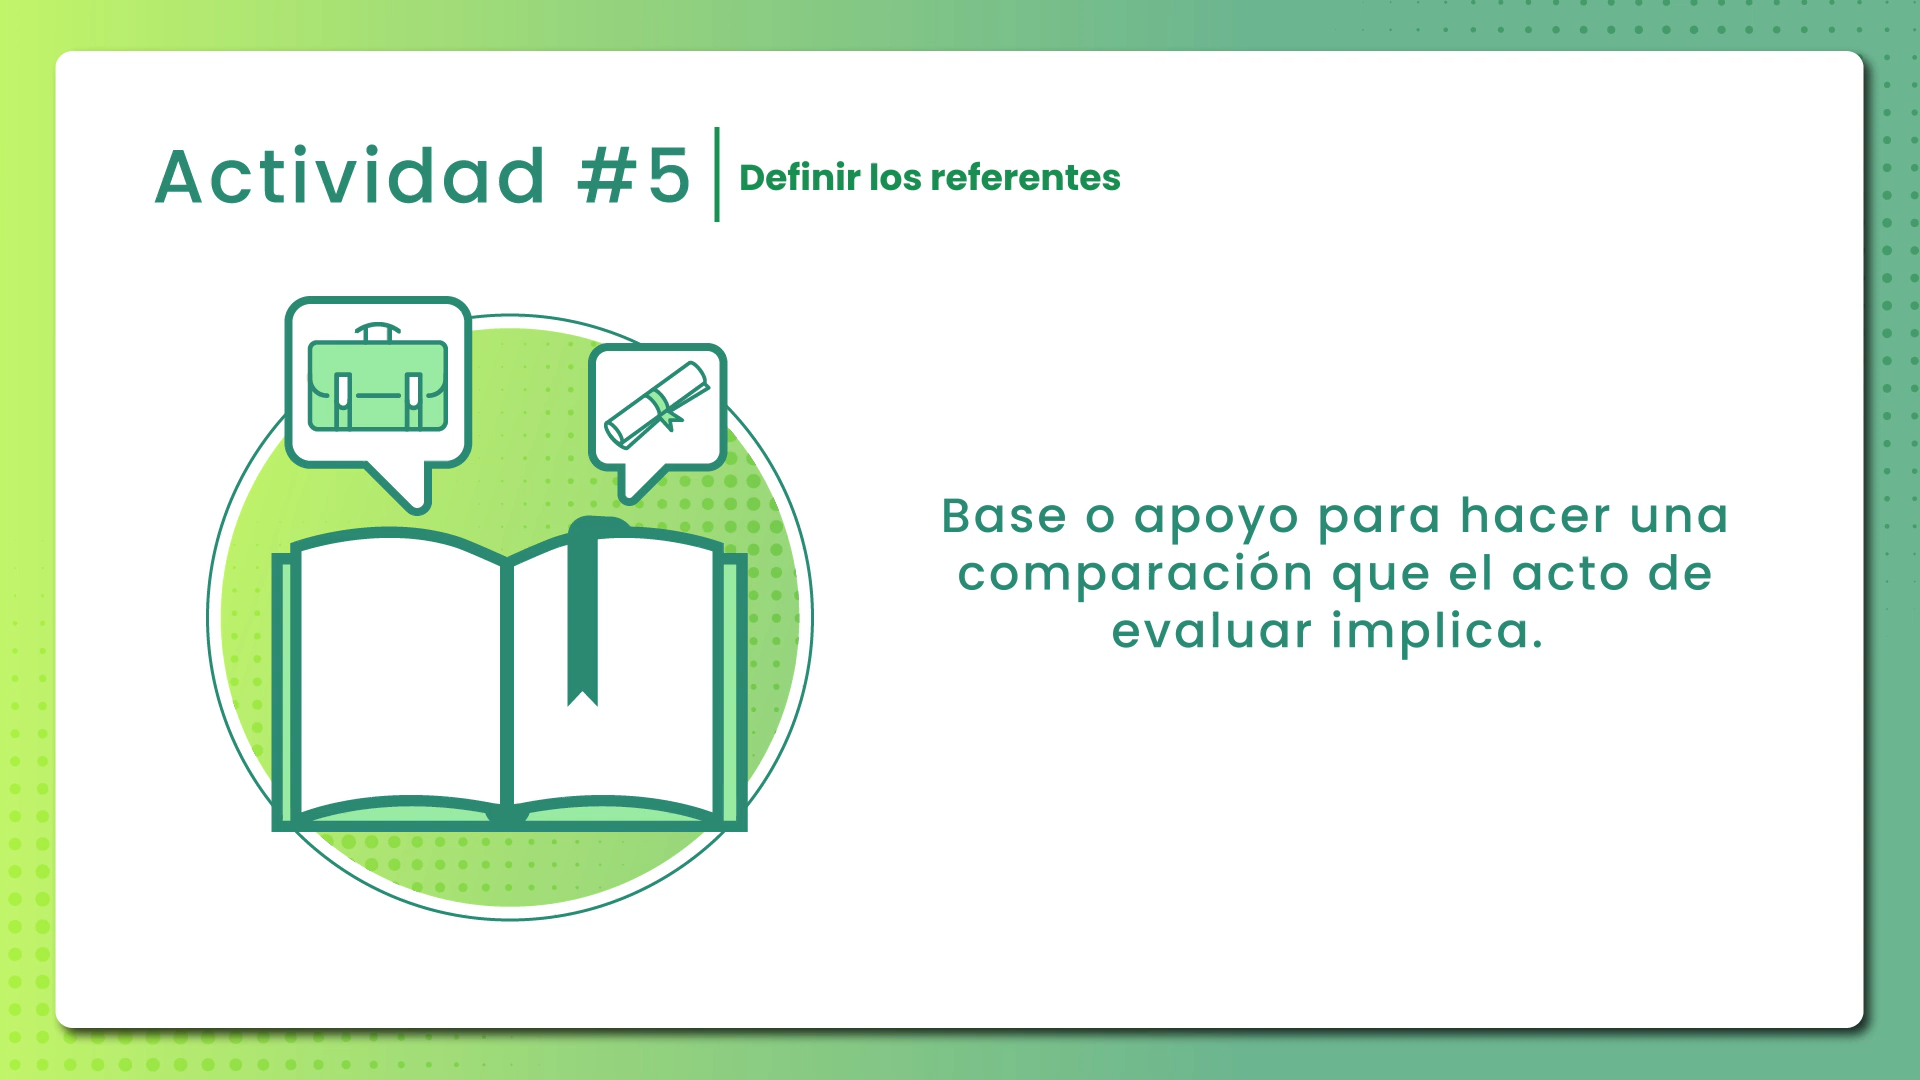 Actividad #5
Definir los referentes
Base o apoyo para hacer una
comparación que el acto de
evaluar implica.